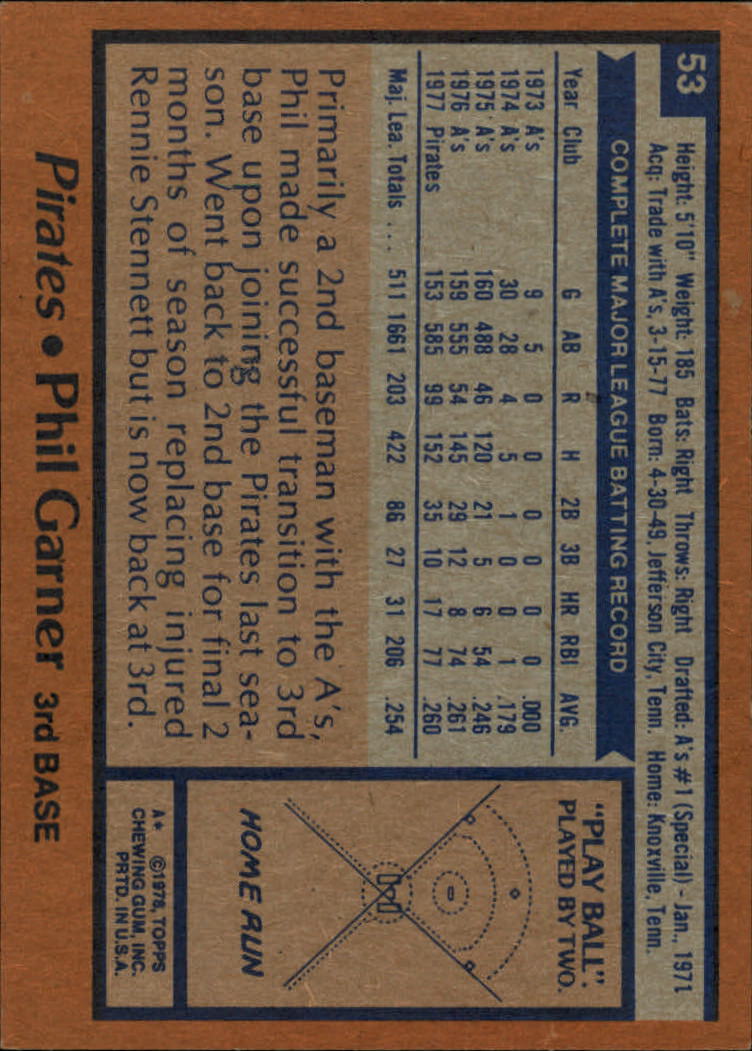 53
Height: 5'10" Weight: 185 Bats: Right Throws: Right Drafted: A's #1 (Special) - Jan., 1971
Acq: Trade with A's, 3-15-77 Born: 4-30-49, Jefferson City, Tenn. Home: Knoxville, Tenn.
COMPLETE MAJOR LEAGUE BATTING RECORD
Year Club G AB R H 2B 3B HR RBI AVG.
1973 A's 9 5 0 0 0 0 0 0 .000
1974 A's 30 28 4 5 1 0 0 1 .179
1975 A's 160 488 46 120 21 5 6 54 .246
1976 A's 159 555 54 145 29 12 8 74 .261
1977 Pirates 153 585 99 152 35 10 17 77 .260
Maj. Lea. Totals ... 511 1661 203 422 86 27 31 206 .254
Primarily a 2nd baseman with the A's,
Phil made successful transition to 3rd
base upon joining the Pirates last sea-
son. Went back to 2nd base for final 2
months of season replacing injured
Rennie Stennett but is now back at 3rd.
"PLAY BALL".
PLAYED BY TWO.
HOME RUN
A* ©1978, TOPPS
CHEWING GUM, INC.
PRTD. IN U.S.A.
Pirates • Phil Garner 3rd BASE